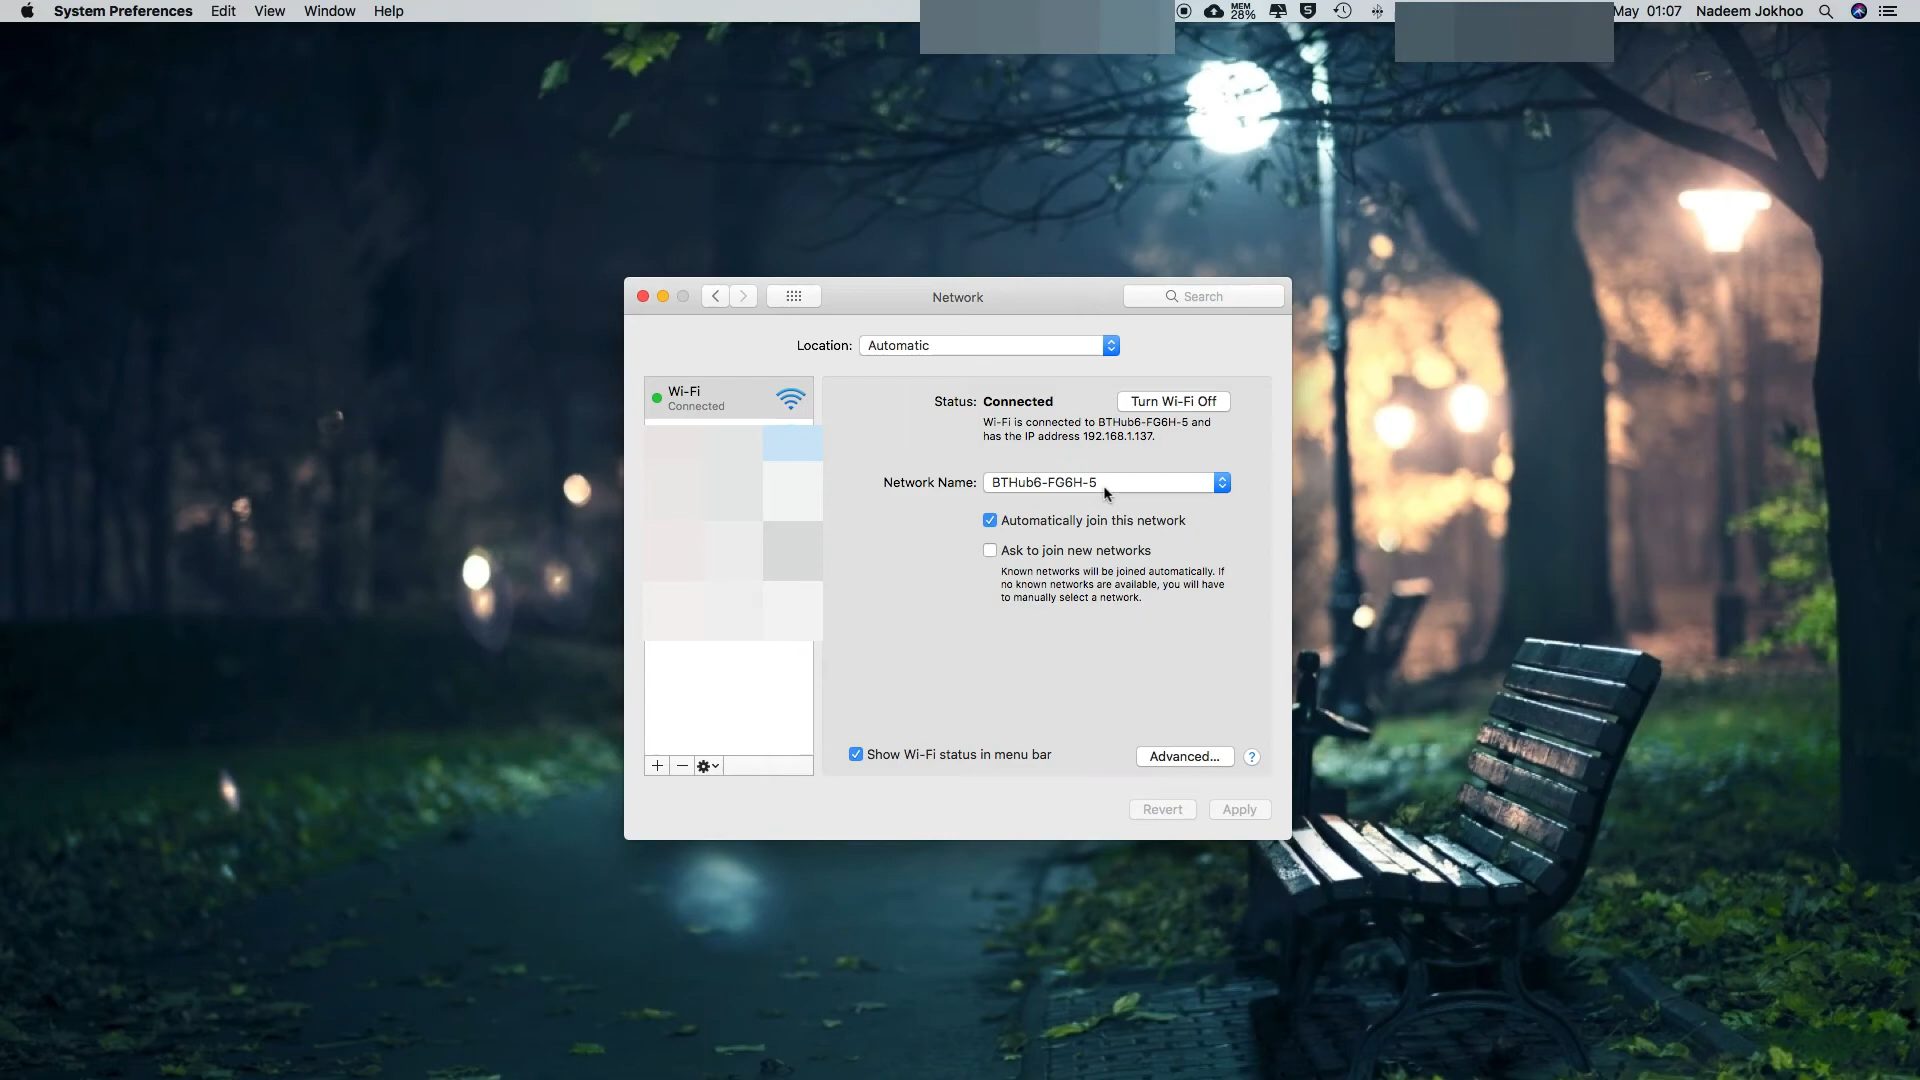 System Preferences Edit View Window Help MEM 28% May 01:07 Nadeem Jokhoo
Network
Search
Location: Automatic
Wi-Fi
Connected
Status: Connected
Turn Wi-Fi Off
Wi-Fi is connected to BTHub6-FG6H-5 and
has the IP address 192.168.1.137.
Network Name: BTHub6-FG6H-5
Automatically join this network
Ask to join new networks
Known networks will be joined automatically. If
no known networks are available, you will have
to manually select a network.
Show Wi-Fi status in menu bar
Advanced...
?
Revert
Apply